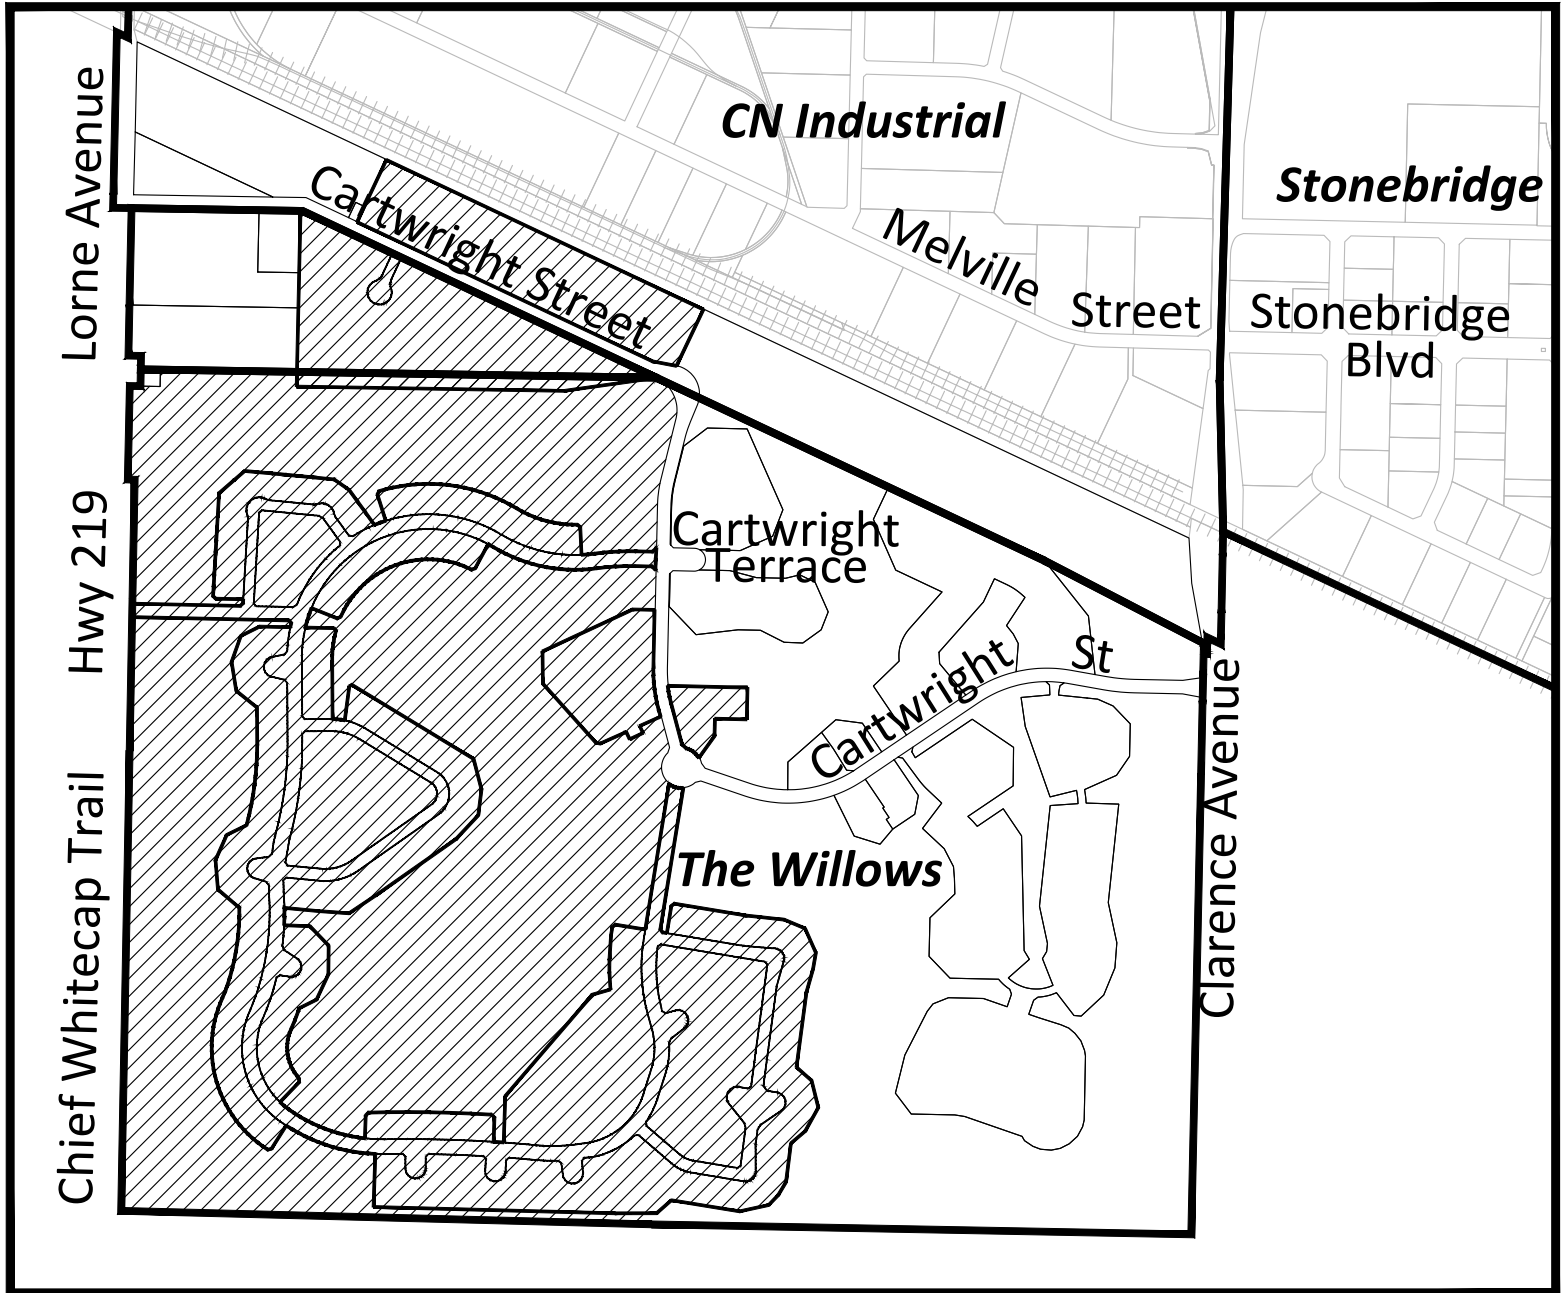 CN Industrial
Stonebridge
Lorne Avenue
Cartwright Street
Melville
Street
Stonebridge
Blvd
Hwy 219
Cartwright
Terrace
Cartwright
St
Chief Whitecap Trail
The Willows
Clarence Avenue